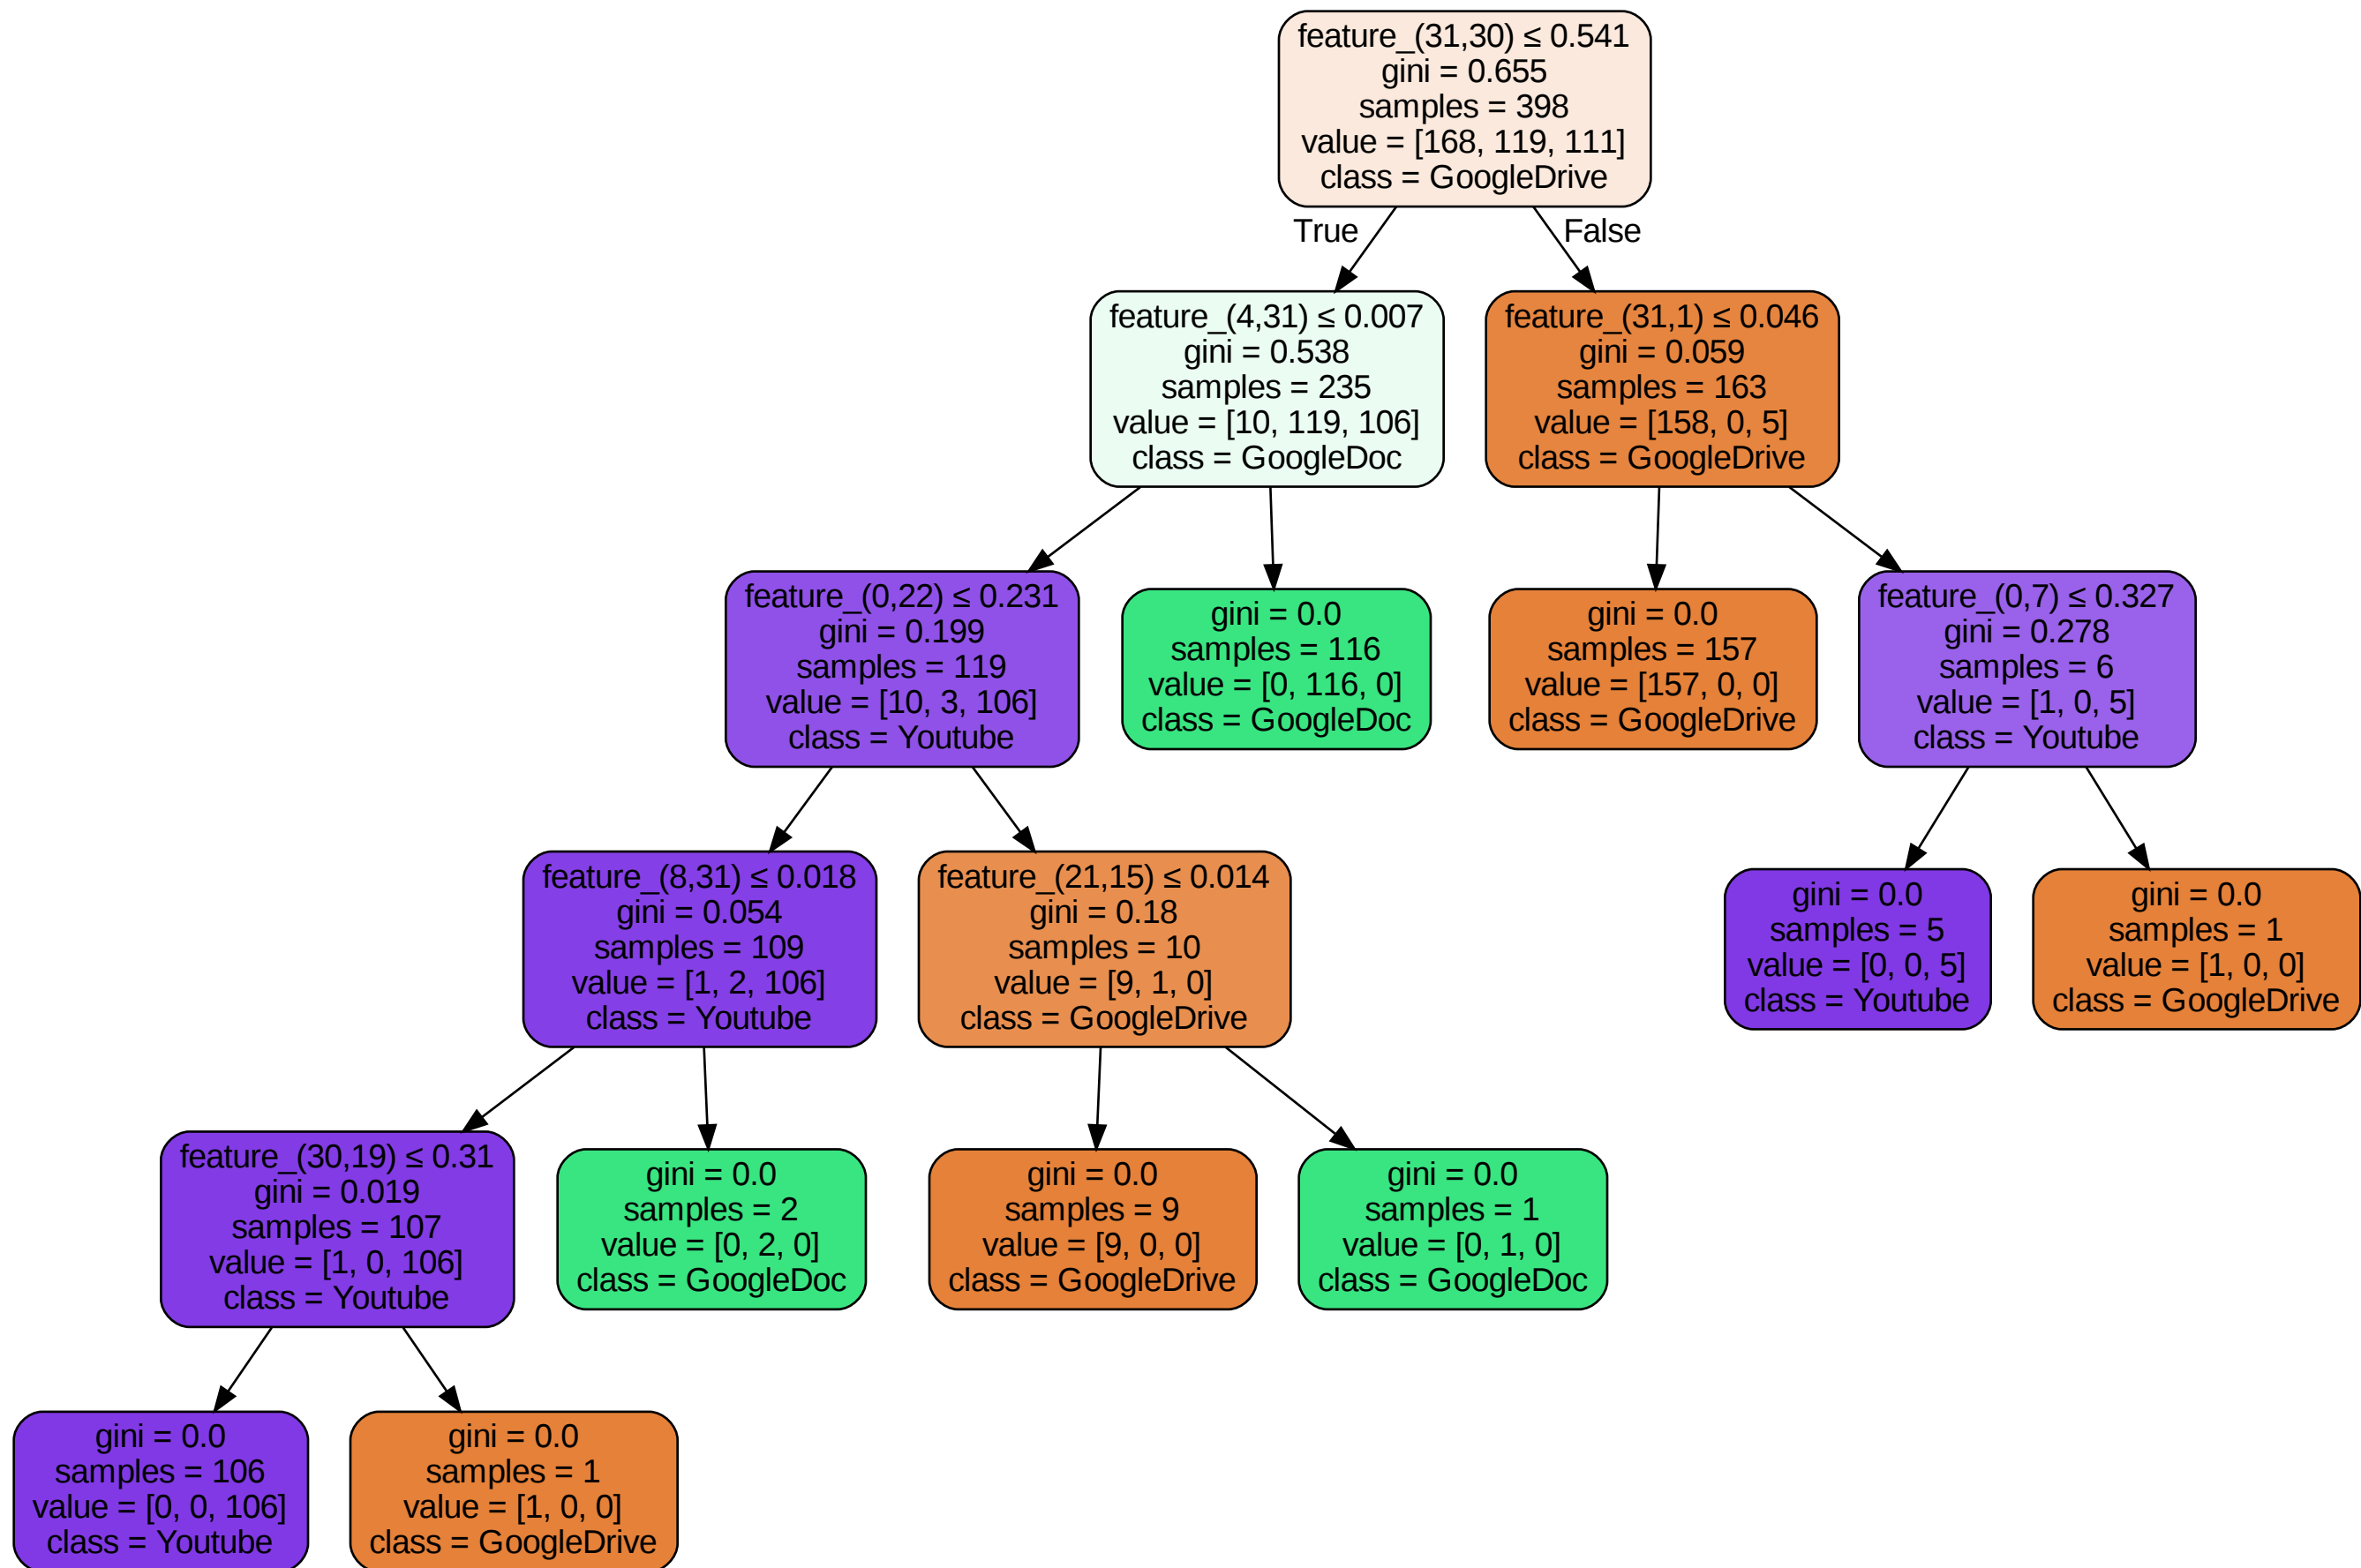 feature_(31,30) ≤ 0.541
gini = 0.655
samples = 398
value = [168, 119, 111]
class = GoogleDrive
True
False
feature_(4,31) ≤ 0.007
gini = 0.538
samples = 235
value = [10, 119, 106]
class = GoogleDoc
feature_(31,1) ≤ 0.046
gini = 0.059
samples = 163
value = [158, 0, 5]
class = GoogleDrive
feature_(0,22) ≤ 0.231
gini = 0.199
samples = 119
value = [10, 3, 106]
class = Youtube
gini = 0.0
samples = 116
value = [0, 116, 0]
class = GoogleDoc
gini = 0.0
samples = 157
value = [157, 0, 0]
class = GoogleDrive
feature_(0,7) ≤ 0.327
gini = 0.278
samples = 6
value = [1, 0, 5]
class = Youtube
feature_(8,31) ≤ 0.018
gini = 0.054
samples = 109
value = [1, 2, 106]
class = Youtube
feature_(21,15) ≤ 0.014
gini = 0.18
samples = 10
value = [9, 1, 0]
class = GoogleDrive
gini = 0.0
samples = 5
value = [0, 0, 5]
class = Youtube
gini = 0.0
samples = 1
value = [1, 0, 0]
class = GoogleDrive
feature_(30,19) ≤ 0.31
gini = 0.019
samples = 107
value = [1, 0, 106]
class = Youtube
gini = 0.0
samples = 2
value = [0, 2, 0]
class = GoogleDoc
gini = 0.0
samples = 9
value = [9, 0, 0]
class = GoogleDrive
gini = 0.0
samples = 1
value = [0, 1, 0]
class = GoogleDoc
gini = 0.0
samples = 106
value = [0, 0, 106]
class = Youtube
gini = 0.0
samples = 1
value = [1, 0, 0]
class = GoogleDrive